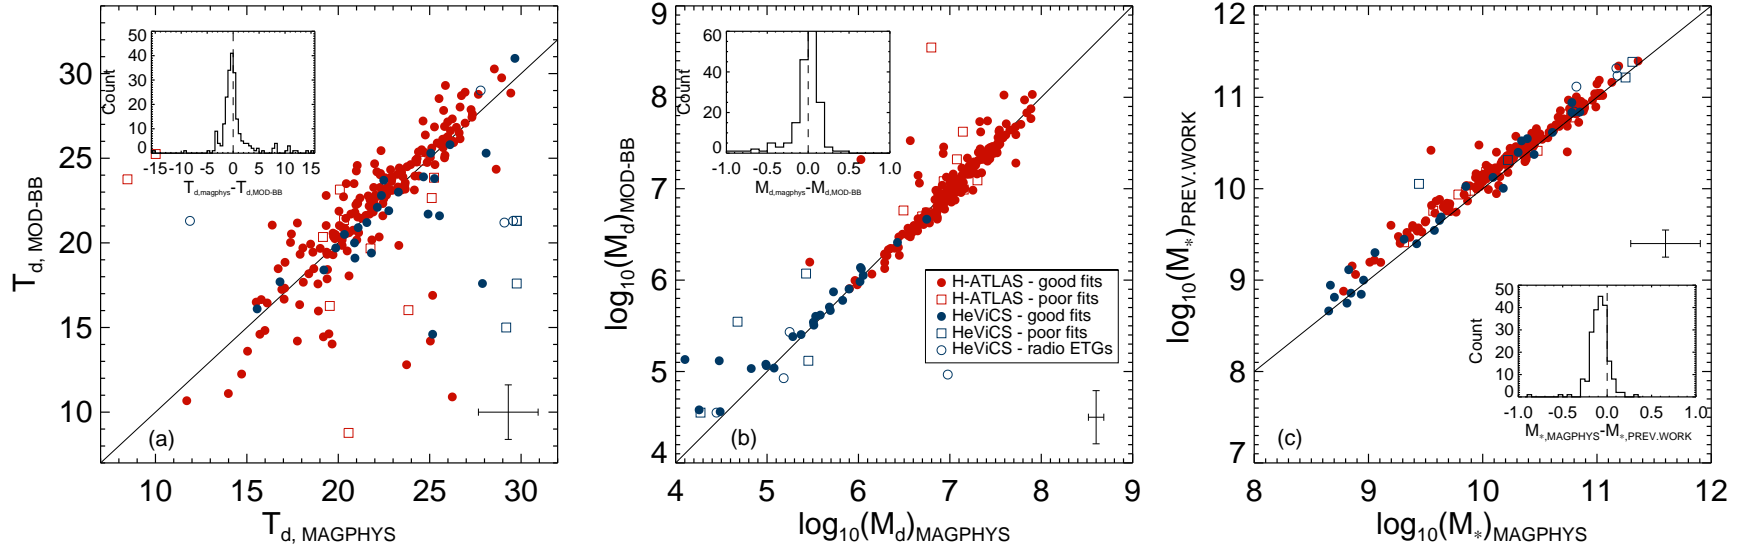 50
40
30
20
10
0
Count
-15 -10 -5 0 5 10 15
T_d,magphys-T_d,MOD-BB
30
25
20
15
10
T_d, MOD-BB
(a)
10 15 20 25 30
T_d, MAGPHYS
60
40
20
0
Count
-1.0 -0.5 0.0 0.5 1.0
M_d,magphys-M_d,MOD-BB
9
8
7
6
5
4
log10(M_d)MOD-BB
H-ATLAS - good fits
H-ATLAS - poor fits
HeViCS - good fits
HeViCS - poor fits
HeViCS - radio ETGs
(b)
4 5 6 7 8 9
log10(M_d)MAGPHYS
12
11
10
9
8
7
log10(M_*)PREV.WORK
50
40
30
20
10
0
Count
-1.0 -0.5 0.0 0.5 1.0
M_*,MAGPHYS-M_*,PREV.WORK
(c)
8 9 10 11 12
log10(M_*)MAGPHYS